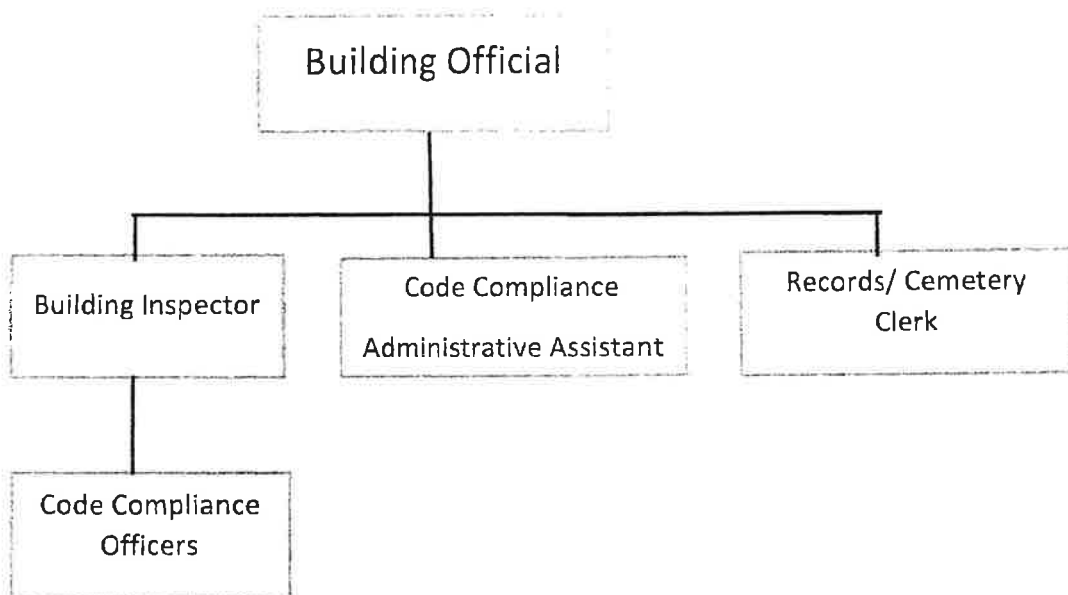 Building Official
Building Inspector
Code Compliance
Administrative Assistant
Records/ Cemetery
Clerk
Code Compliance
Officers